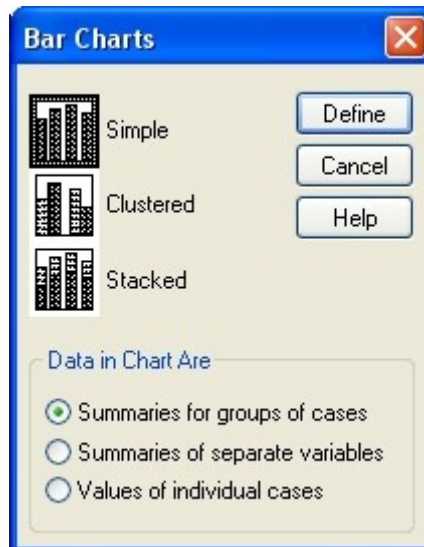 Bar Charts
Simple
Define
Cancel
Clustered
Help
Stacked
Data in Chart Are
Summaries for groups of cases
Summaries of separate variables
Values of individual cases